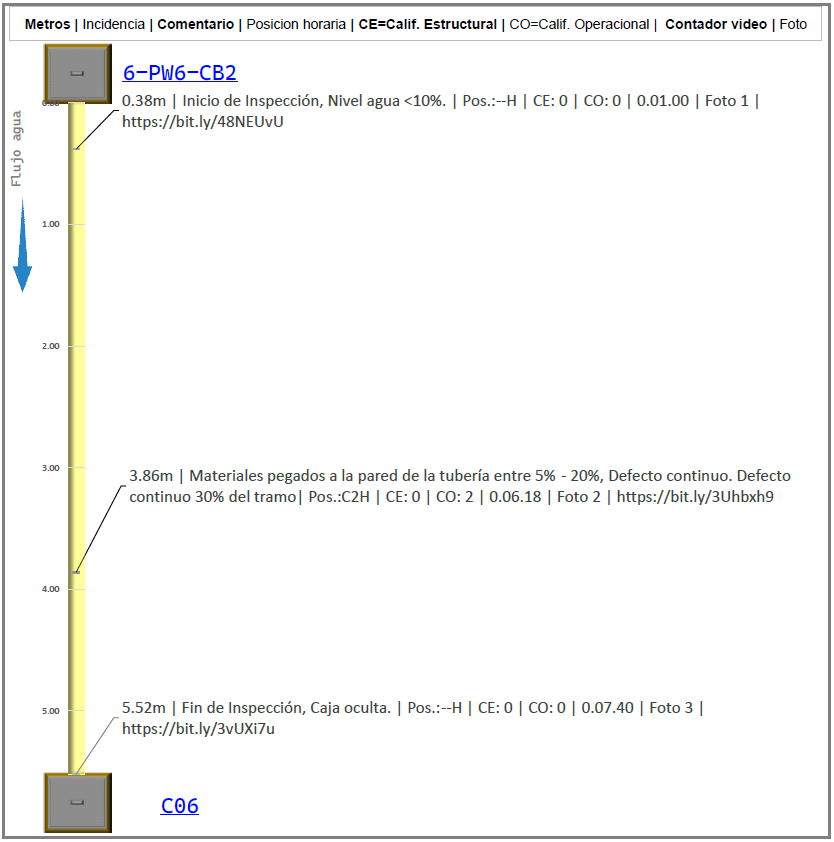 Metros | Incidencia | Comentario | Posicion horaria | CE=Calif. Estructural | CO=Calif. Operacional | Contador video | Foto
6-PW6-CB2
0.38m | Inicio de Inspección, Nivel agua <10%. | Pos.:--H | CE: 0 | CO: 0 | 0.01.00 | Foto 1 |
https://bit.ly/48NEUvU
0.00
Flujo agua
1.00
2.00
3.00
3.86m | Materiales pegados a la pared de la tubería entre 5% - 20%, Defecto continuo. Defecto
continuo 30% del tramo| Pos.:C2H | CE: 0 | CO: 2 | 0.06.18 | Foto 2 | https://bit.ly/3Uhbxh9
4.00
5.00
5.52m | Fin de Inspección, Caja oculta. | Pos.:--H | CE: 0 | CO: 0 | 0.07.40 | Foto 3 |
https://bit.ly/3vUXi7u
C06